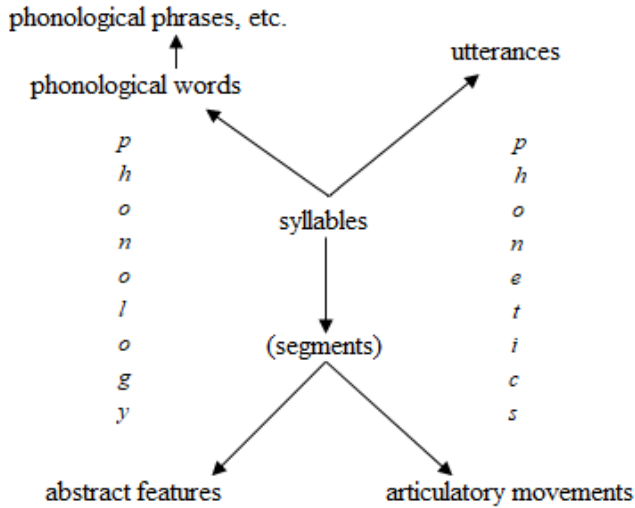 phonological phrases, etc.
utterances
phonological words
phonology
phonetics
syllables
(segments)
abstract features
articulatory movements